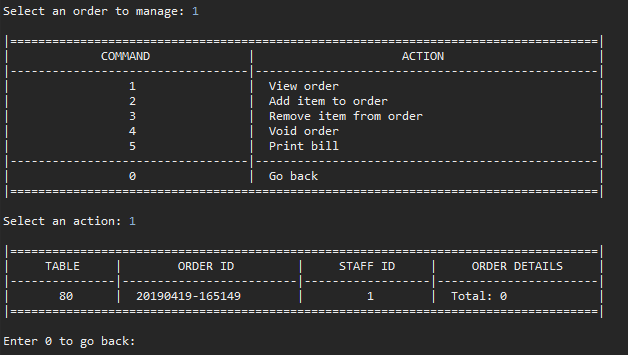 Select an order to manage: 1
|====================================================================================|
|             COMMAND              |                     ACTION                      |
|----------------------------------|-------------------------------------------------|
|                 1                |  View order                                     |
|                 2                |  Add item to order                              |
|                 3                |  Remove item from order                         |
|                 4                |  Void order                                     |
|                 5                |  Print bill                                     |
|----------------------------------|-------------------------------------------------|
|                 0                |  Go back                                        |
|====================================================================================|
Select an action: 1
|====================================================================================|
|     TABLE     |        ORDER ID         |     STAFF ID     |     ORDER DETAILS     |
|---------------|-------------------------|------------------|-----------------------|
|       80      |  20190419-165149        |         1        |  Total: 0             |
|====================================================================================|
Enter 0 to go back: